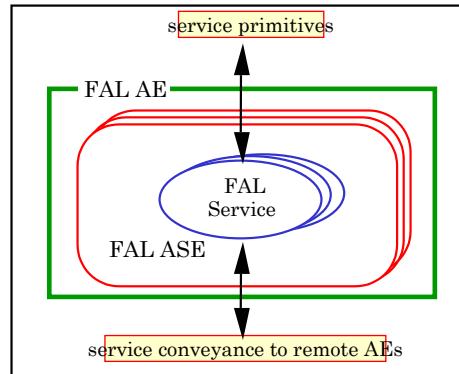 service primitives
FAL AE
FAL
Service
FAL ASE
service conveyance to remote AEs